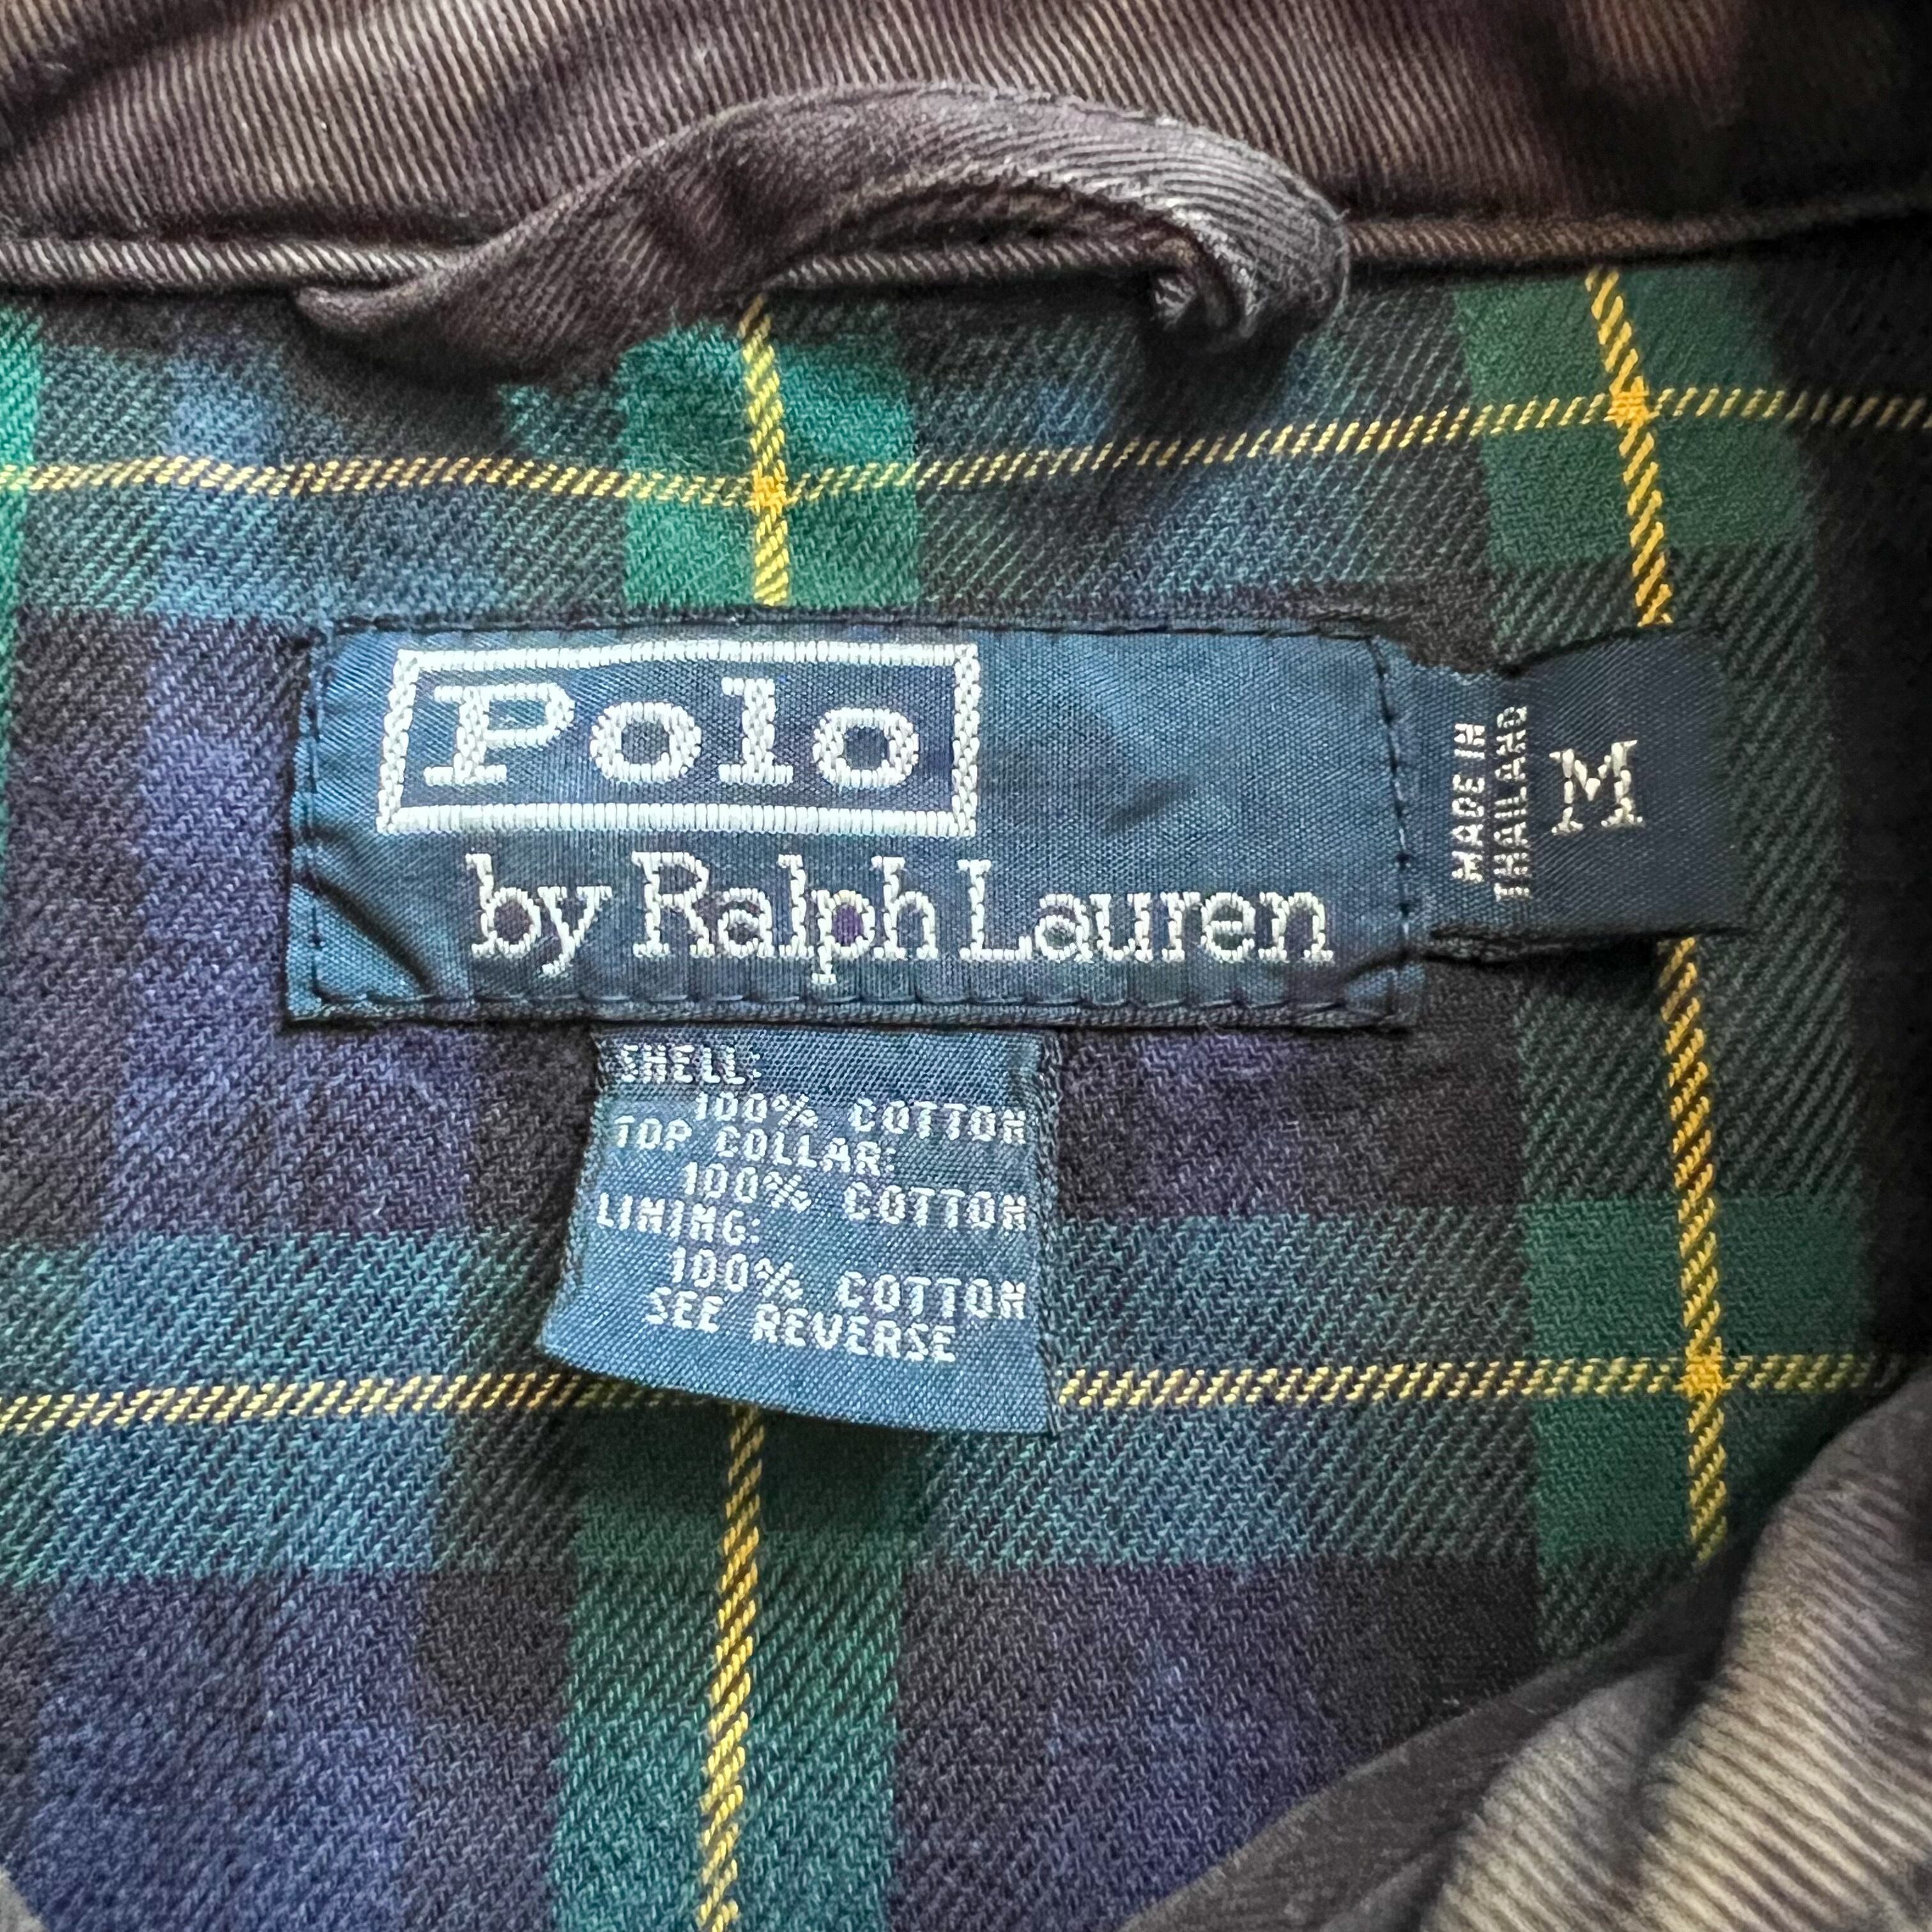 Polo
by Ralph Lauren
MADE IN
THAILAND
M
SHELL:
100% COTTON
TOP COLLAR:
100% COTTON
LINING:
100% COTTON
SEE REVERSE